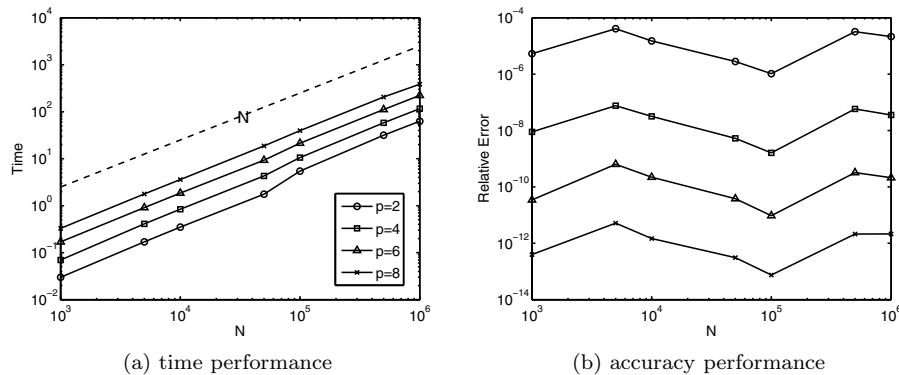 10^4
10^3
10^2
10^1
10^0
10^-1
10^-2
Time
N
p=2
p=4
p=6
p=8
10^3
10^4
10^5
10^6
N
(a) time performance
10^-4
10^-6
10^-8
10^-10
10^-12
10^-14
Relative Error
10^3
10^4
10^5
10^6
N
(b) accuracy performance